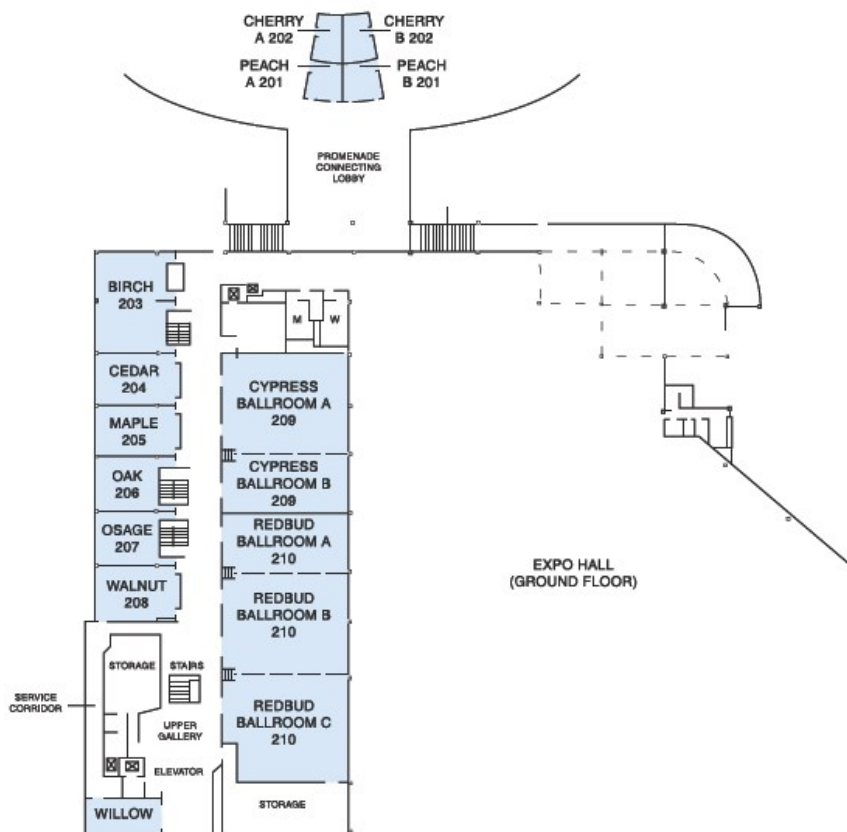 CHERRY
A 202
CHERRY
B 202
PEACH
A 201
PEACH
B 201
PROMENADE
CONNECTING
LOBBY
BIRCH
203
M
W
CEDAR
204
CYPRESS
BALLROOM A
209
MAPLE
205
OAK
206
CYPRESS
BALLROOM B
209
OSAGE
207
REDBUD
BALLROOM A
210
EXPO HALL
(GROUND FLOOR)
WALNUT
208
REDBUD
BALLROOM B
210
STORAGE
STAIRS
SERVICE
CORRIDOR
REDBUD
BALLROOM C
210
UPPER
GALLERY
ELEVATOR
STORAGE
WILLOW